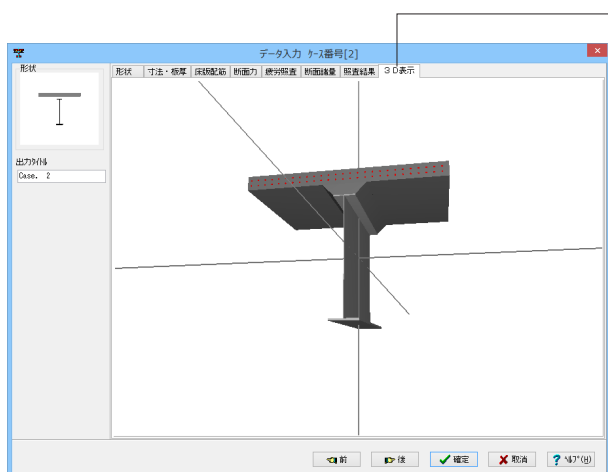 データ入力 ケース番号[2]
形状
形状 寸法・板厚 床版配筋 断面力 疲労照査 断面諸量 照査結果 3D表示
出力ﾀｲﾄﾙ
Case. 2
前 後 確定 取消 ? ﾍﾙﾌﾟ(H)